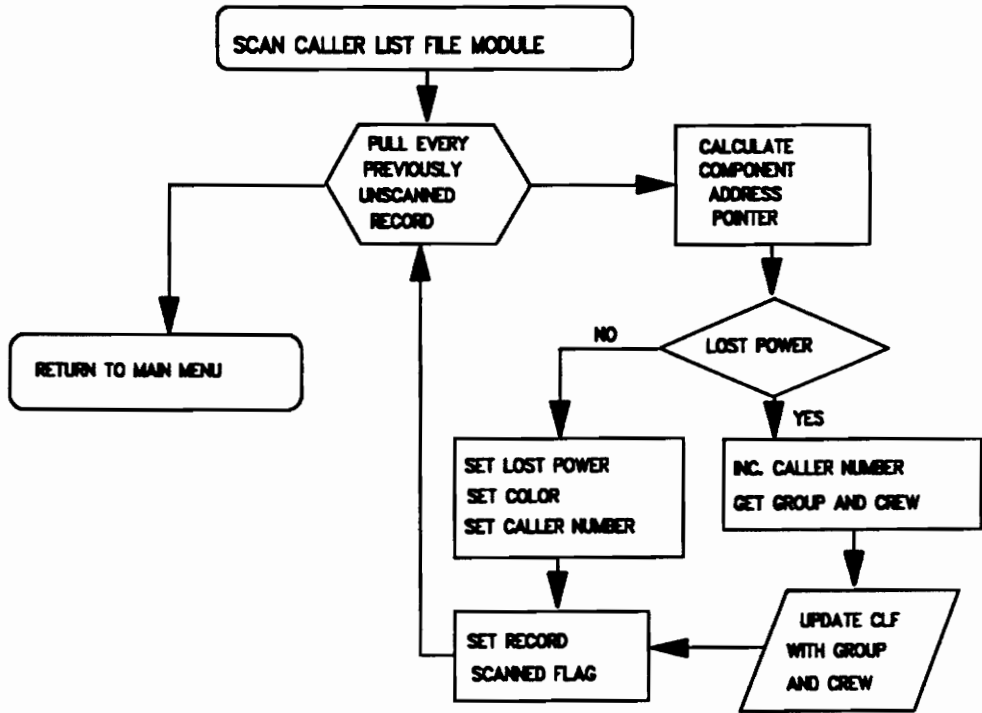 SCAN CALLER LIST FILE MODULE
PULL EVERY
PREVIOUSLY
UNSCANNED
RECORD
CALCULATE
COMPONENT
ADDRESS
POINTER
RETURN TO MAIN MENU
NO
LOST POWER
YES
SET LOST POWER
SET COLOR
SET CALLER NUMBER
INC. CALLER NUMBER
GET GROUP AND CREW
SET RECORD
SCANNED FLAG
UPDATE CLF
WITH GROUP
AND CREW